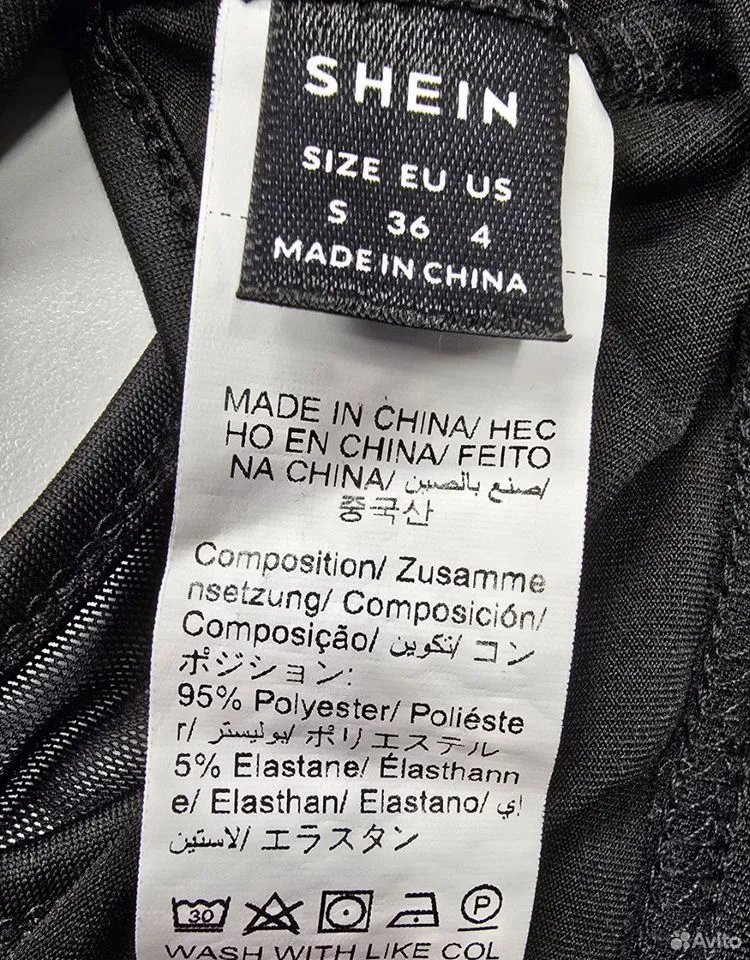 SHEIN
SIZE EU US
S 36 4
MADE IN CHINA
MADE IN CHINA/ HEC
HO EN CHINA/ FEITO
NA CHINA/ صنع بالصين/
중국산
Composition/ Zusamme
nsetzung/ Composición/
Composição/ تكوين/ コン
ポジション:
95% Polyester/ Poliéste
r/ بوليستر/ ポリエステル
5% Elastane/ Élasthann
e/ Elasthan/ Elastano/ إي
لاستين/ エラスタン
30 P
WASH WITH LIKE COL
Avito